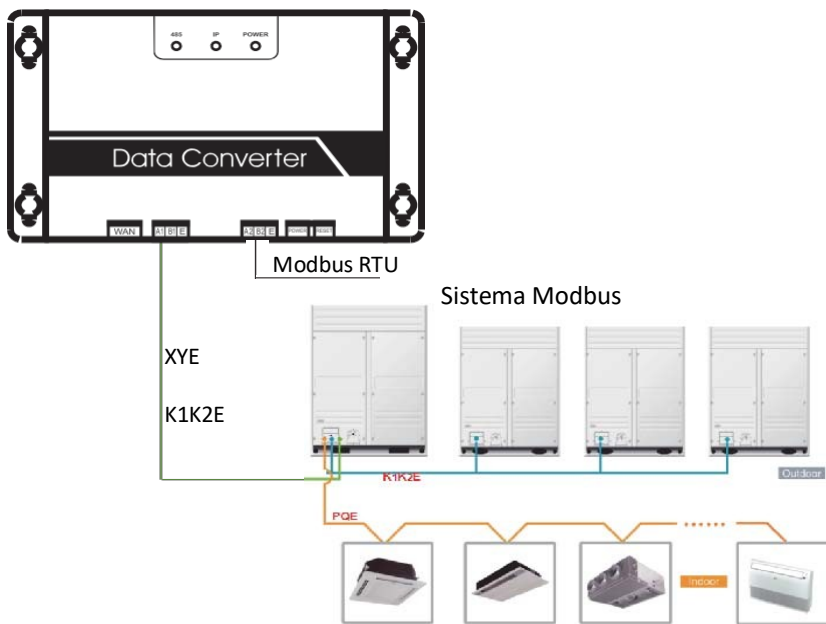 485 IP POWER
Data Converter
WAN A1 B1 E A2 B2 E POWER RESET
Modbus RTU
Sistema Modbus
XYE
K1K2E
K1K2E
Outdoor
PQE
Indoor